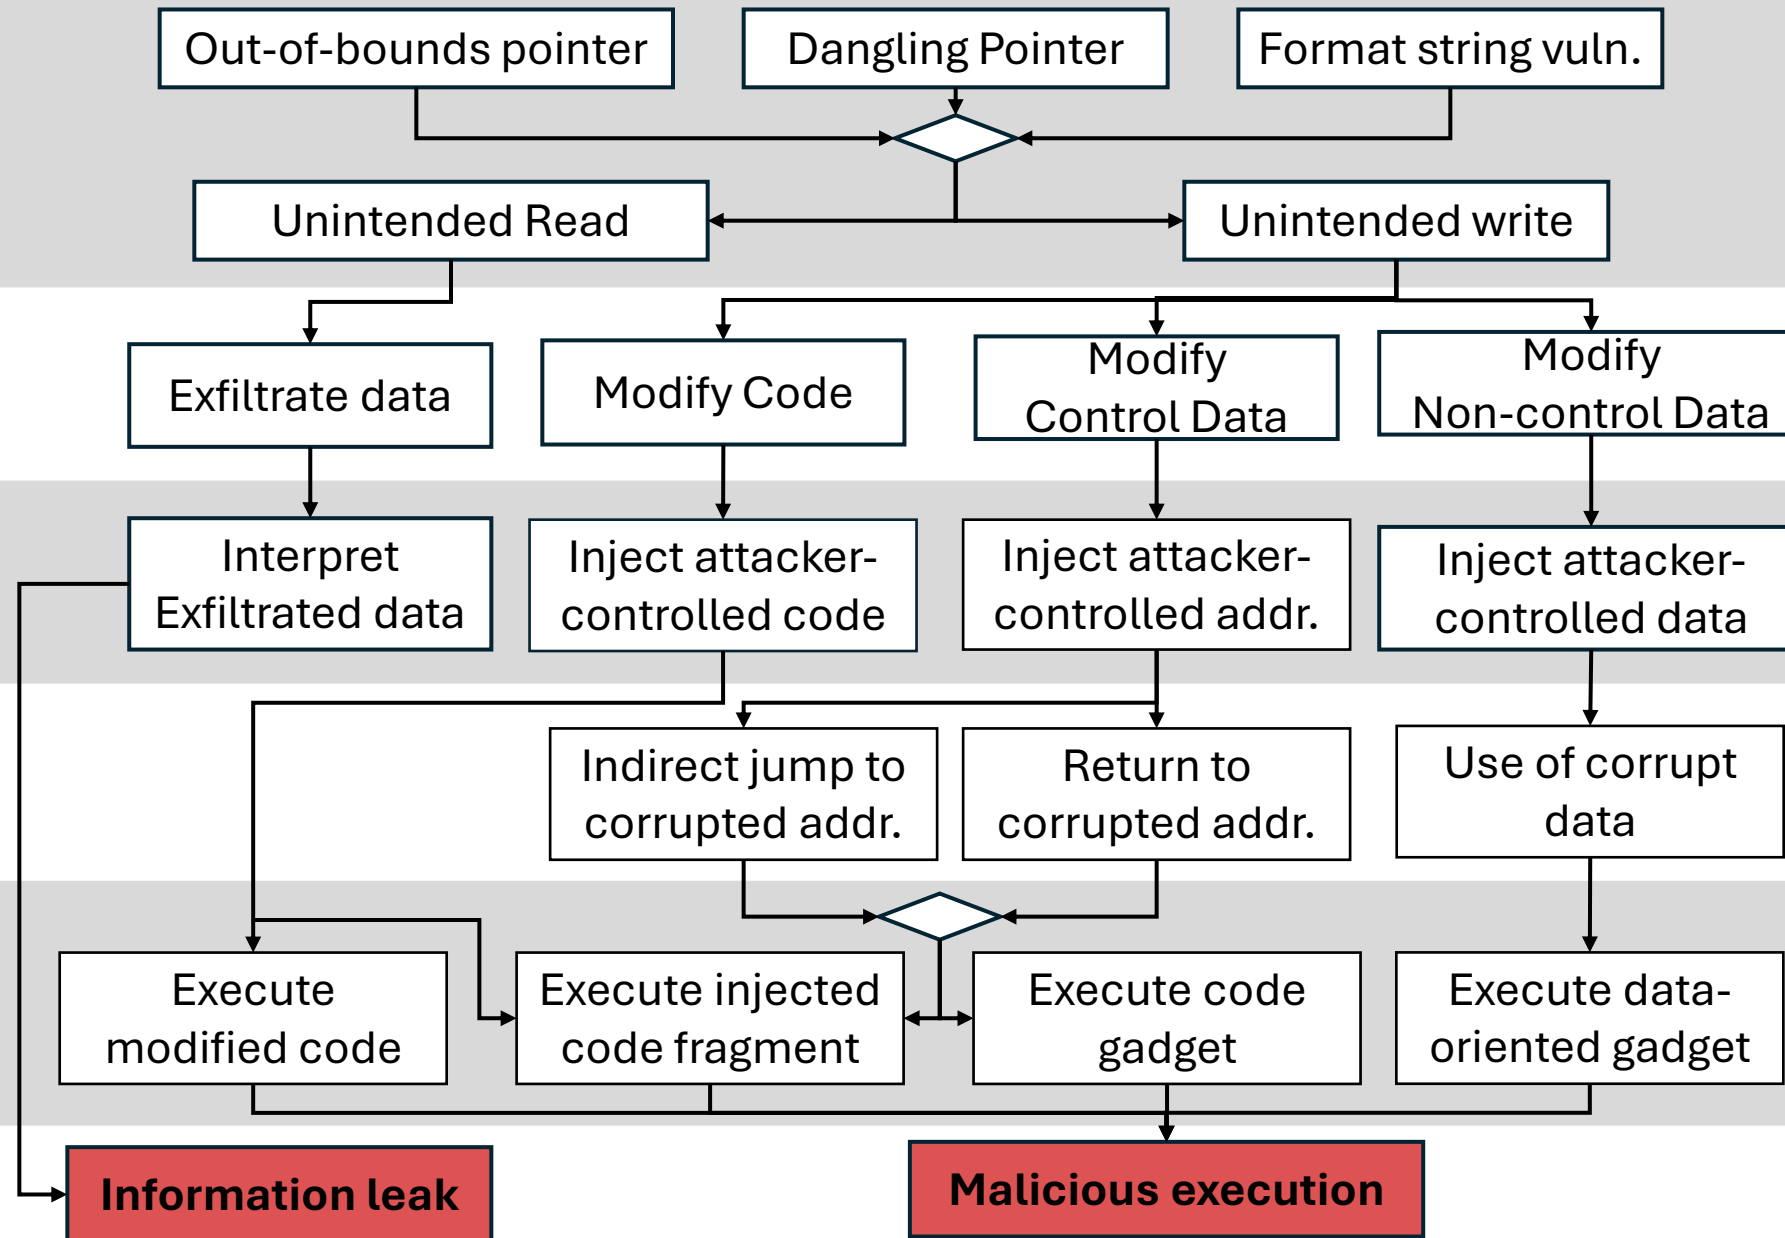 Out-of-bounds pointer
Dangling Pointer
Format string vuln.
Unintended Read
Unintended write
Exfiltrate data
Modify Code
Modify
Control Data
Modify
Non-control Data
Interpret
Exfiltrated data
Inject attacker-
controlled code
Inject attacker-
controlled addr.
Inject attacker-
controlled data
Indirect jump to
corrupted addr.
Return to
corrupted addr.
Use of corrupt
data
Execute
modified code
Execute injected
code fragment
Execute code
gadget
Execute data-
oriented gadget
Information leak
Malicious execution